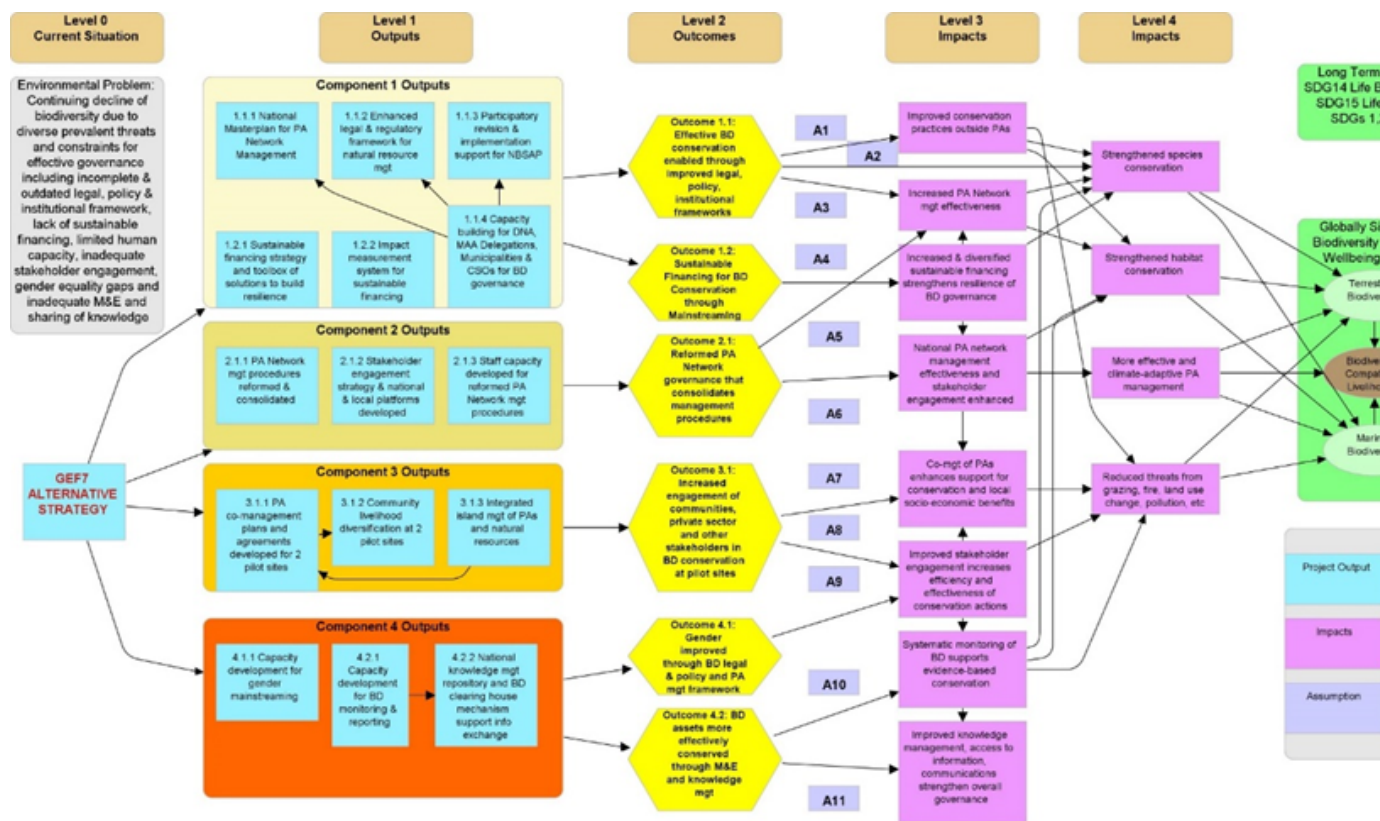 Level 0
Current Situation
Level 1
Outputs
Level 2
Outcomes
Level 3
Impacts
Level 4
Impacts
Environmental Problem:
Continuing decline of
biodiversity due to
diverse prevalent threats
and constraints for
effective governance
including incomplete &
outdated legal, policy &
institutional framework,
lack of sustainable
financing, limited human
capacity, inadequate
stakeholder engagement,
gender equality gaps and
inadequate M&E and
sharing of knowledge
GEF7
ALTERNATIVE
STRATEGY
Component 1 Outputs
1.1.1 National
Masterplan for PA
Network
Management
1.1.2 Enhanced
legal & regulatory
framework for
natural resource
mgt
1.1.3 Participatory
revision &
implementation
support for NBSAP
1.1.4 Capacity
building for DNA,
MAA Delegations,
Municipalities &
CSOs for BD
governance
1.2.1 Sustainable
financing strategy
and toolbox of
solutions to build
resilience
1.2.2 Impact
measurement
system for
sustainable
financing
Component 2 Outputs
2.1.1 PA Network
mgt procedures
reformed &
consolidated
2.1.2 Stakeholder
engagement
strategy & national
& local platforms
developed
2.1.3 Staff capacity
developed for
reformed PA
Network mgt
procedures
Component 3 Outputs
3.1.1 PA
co-management
plans and
agreements
developed for 2
pilot sites
3.1.2 Community
livelihood
diversification at 2
pilot sites
3.1.3 Integrated
island mgt of PAs
and natural
resources
Component 4 Outputs
4.1.1 Capacity
development for
gender
mainstreaming
4.2.1
Capacity
development
for BD
monitoring &
reporting
4.2.2 National
knowledge mgt
repository and BD
clearing house
mechanism
support info
exchange
Outcome 1.1:
Effective BD
conservation
enabled through
improved legal,
policy,
institutional
frameworks
Outcome 1.2:
Sustainable
Financing for BD
Conservation
through
Mainstreaming
Outcome 2.1:
Reformed PA
Network
governance that
consolidates
management
procedures
Outcome 3.1:
Increased
engagement of
communities,
private sector
and other
stakeholders in
BD conservation
at pilot sites
Outcome 4.1:
Gender
improved
through BD legal
& policy and PA
mgt framework
Outcome 4.2: BD
assets more
effectively
conserved
through M&E
and knowledge
mgt
A1
A2
A3
A4
A5
A6
A7
A8
A9
A10
A11
Improved conservation
practices outside PAs
Increased PA Network
mgt effectiveness
Increased & diversified
sustainable financing
strengthens resilience of
BD governance
National PA network
management
effectiveness and
stakeholder
engagement enhanced
Co-mgt of PAs
enhances support for
conservation and local
socio-economic benefits
Improved stakeholder
engagement increases
efficiency and
effectiveness of
conservation actions
Systematic monitoring of
BD supports
evidence-based
conservation
Improved knowledge
management, access to
information,
communications
strengthen overall
governance
Strengthened species
conservation
Strengthened habitat
conservation
More effective and
climate-adaptive PA
management
Reduced threats from
grazing, fire, land use
change, pollution, etc
Long Term
SDG14 Life B
SDG15 Life
SDGs 1,
Globally Si
Biodiversity
Wellbeing
Terrest
Biodive
Biodive
Compa
Liveliho
Marin
Biodive
Project Output
Impacts
Assumption